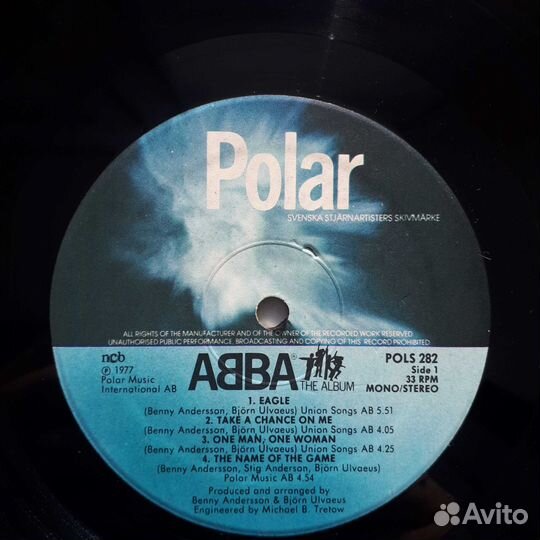 Polar
SVENSKA STJÄRNARTISTERS SKIVMÄRKE
ALL RIGHTS OF THE MANUFACTURER AND OF THE OWNER OF THE RECORDED WORK RESERVED
UNAUTHORISED PUBLIC PERFORMANCE, BROADCASTING AND COPYING OF THIS RECORD PROHIBITED
ncb
℗ 1977
Polar Music
International AB
ABBA®
THE ALBUM
POLS 282
Side 1
33 RPM
MONO/STEREO
1. EAGLE
(Benny Andersson, Björn Ulvaeus) Union Songs AB 5.51
2. TAKE A CHANCE ON ME
(Benny Andersson, Björn Ulvaeus) Union Songs AB 4.05
3. ONE MAN, ONE WOMAN
(Benny Andersson, Björn Ulvaeus) Union Songs AB 4.25
4. THE NAME OF THE GAME
(Benny Andersson, Stig Anderson, Björn Ulvaeus)
Polar Music AB 4.54
Produced and arranged by
Benny Andersson & Björn Ulvaeus
Engineered by Michael B. Tretow
Avito